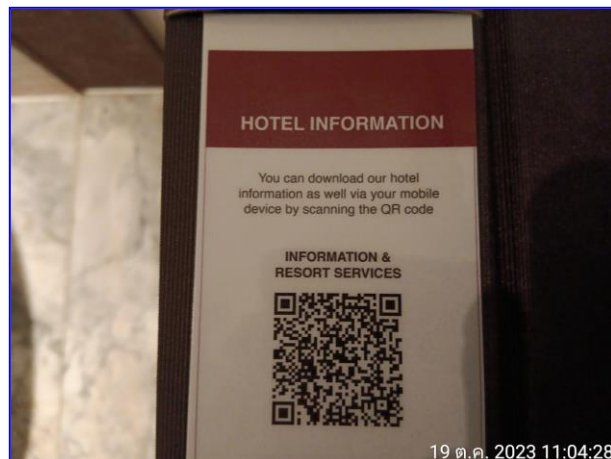 HOTEL INFORMATION
You can download our hotel
information as well via your mobile
device by scanning the QR code
INFORMATION &
RESORT SERVICES
19 ต.ค. 2023 11:04:28